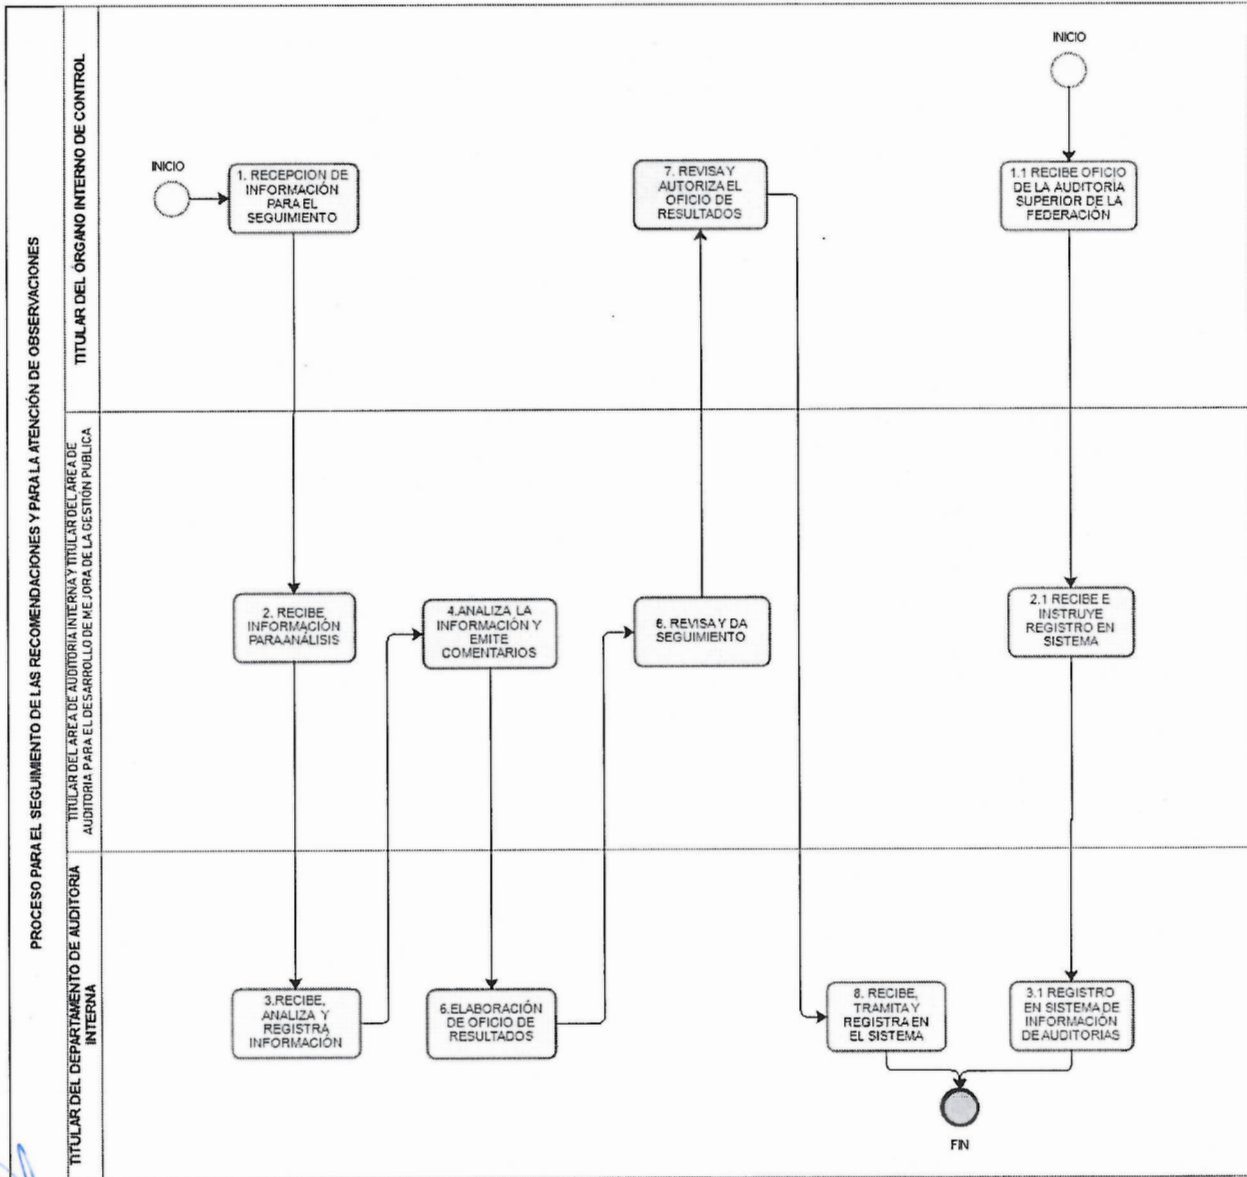 PROCESO PARA EL SEGUIMIENTO DE LAS RECOMENDACIONES Y PARA LA ATENCIÓN DE OBSERVACIONES
TITULAR DEL ÓRGANO INTERNO DE CONTROL
INICIO
1. RECEPCION DE
INFORMACIÓN
PARA EL
SEGUIMIENTO
7. REVISA Y
AUTORIZA EL
OFICIO DE
RESULTADOS
INICIO
1.1 RECIBE OFICIO
DE LA AUDITORIA
SUPERIOR DE LA
FEDERACIÓN
TITULAR DEL AREA DE AUDITORIA INTERNA Y TITULAR DEL AREA DE
AUDITORIA PARA EL DESARROLLO DE MEJORA DE LA GESTIÓN PUBLICA
2. RECIBE
INFORMACIÓN
PARA ANÁLISIS
4.ANALIZA LA
INFORMACIÓN Y
EMITE
COMENTARIOS
6. REVISA Y DA
SEGUIMIENTO
2.1 RECIBE E
INSTRUYE
REGISTRO EN
SISTEMA
TITULAR DEL DEPARTAMENTO DE AUDITORIA
INTERNA
3.RECIBE,
ANALIZA Y
REGISTRA
INFORMACIÓN
5.ELABORACIÓN
DE OFICIO DE
RESULTADOS
8. RECIBE,
TRAMITA Y
REGISTRA EN
EL SISTEMA
3.1 REGISTRO
EN SISTEMA DE
INFORMACIÓN
DE AUDITORIAS
FIN